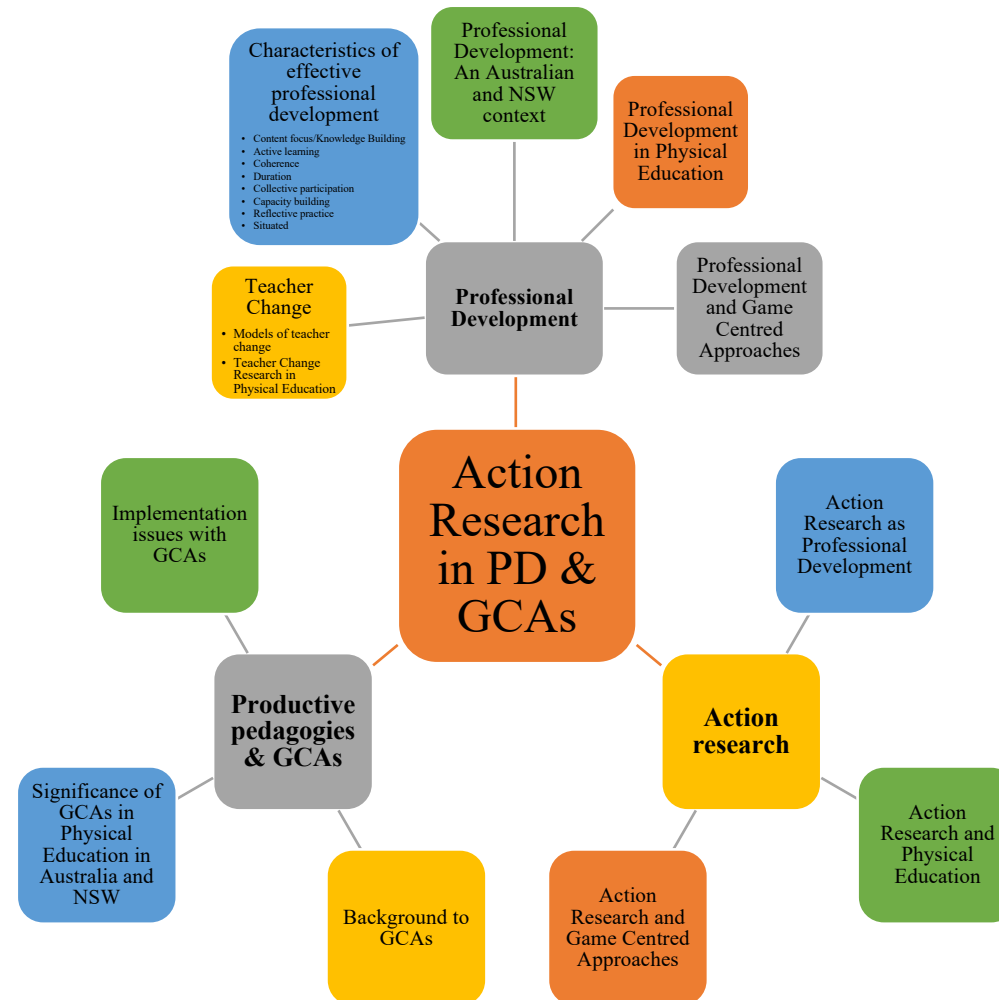 Characteristics of
effective
professional
development
• Content focus/Knowledge Building
• Active learning
• Coherence
• Duration
• Collective participation
• Capacity building
• Reflective practice
• Situated
Professional
Development:
An Australian
and NSW
context
Professional
Development
in Physical
Education
Teacher
Change
• Models of teacher
change
• Teacher Change
Research in
Physical Education
Professional
Development
Professional
Development
and Game
Centred
Approaches
Action
Research
in PD &
GCAs
Implementation
issues with
GCAs
Action
Research as
Professional
Development
Productive
pedagogies
& GCAs
Action
research
Significance of
GCAs in
Physical
Education in
Australia and
NSW
Background to
GCAs
Action
Research and
Game Centred
Approaches
Action
Research and
Physical
Education